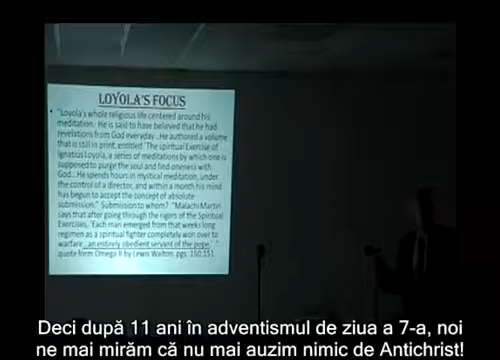 LOYOLA'S FOCUS
• "Loyola's whole religious life centered around his
meditation. He is said to have believed that he had
revelations from God everyday...He authored a volume
that is still in print, entitled 'The spiritual Exercise of
Ignatius Loyola, a series of meditations by which one is
supposed to purge the soul and find oneness with
God...He spends hours in mystical meditation, under
the control of a director, and within a month his mind
has begun to accept the concept of absolute
submission." Submission to whom? "Malachi Martin
says that after going through the rigors of the Spiritual
Exercises, 'Each man emerged from that weeks long
regimen as a spiritual fighter completely won over to
warfare...an entirely obedient servant of the pope.'"
quote form Omega II by Lewis Walton, pgs. 150,151
Deci după 11 ani în adventismul de ziua a 7-a, noi
ne mai mirăm că nu mai auzim nimic de Antichrist!